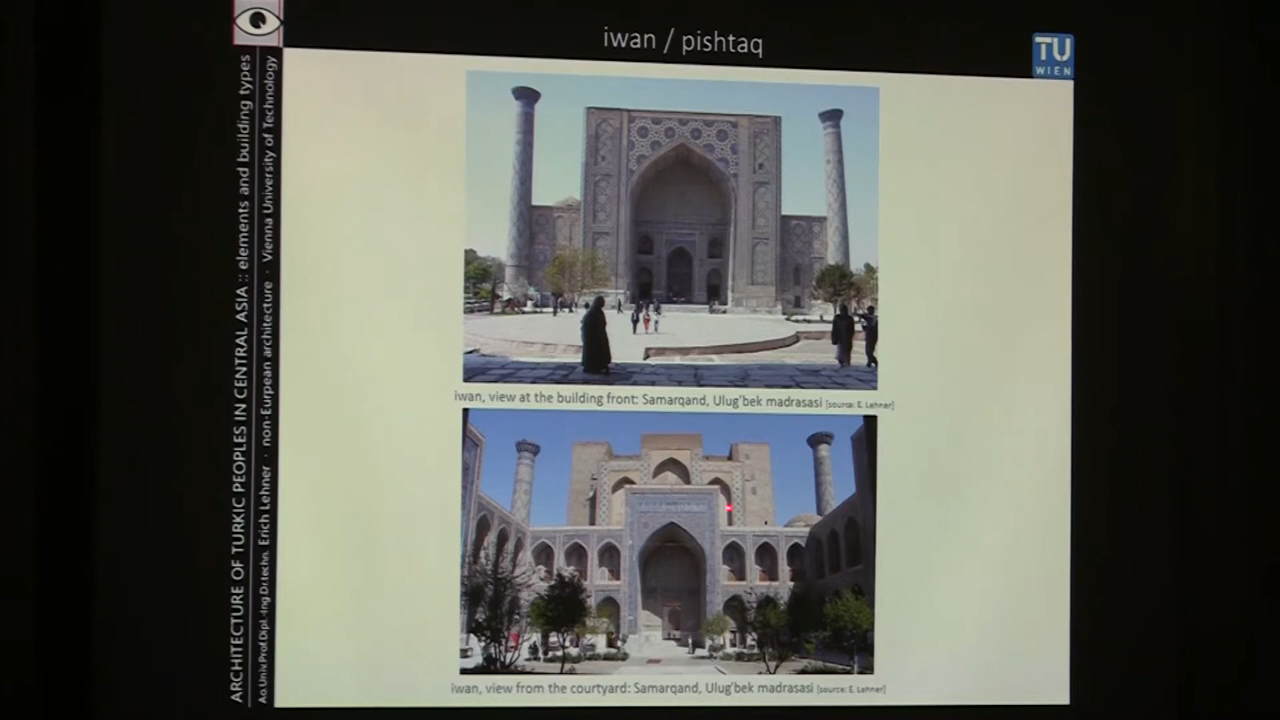 iwan / pishtaq
TU
WIEN
ARCHITECTURE OF TURKIC PEOPLES IN CENTRAL ASIA :: elements and building types
Ao.Univ.Prof.Dipl.-Ing Dr.techn. Erich Lehner · non-Eurpean architecture · Vienna University of Technology
iwan, view at the building front: Samarqand, Ulug'bek madrasasi [source: E. Lehner]
iwan, view from the courtyard: Samarqand, Ulug'bek madrasasi [source: E. Lehner]